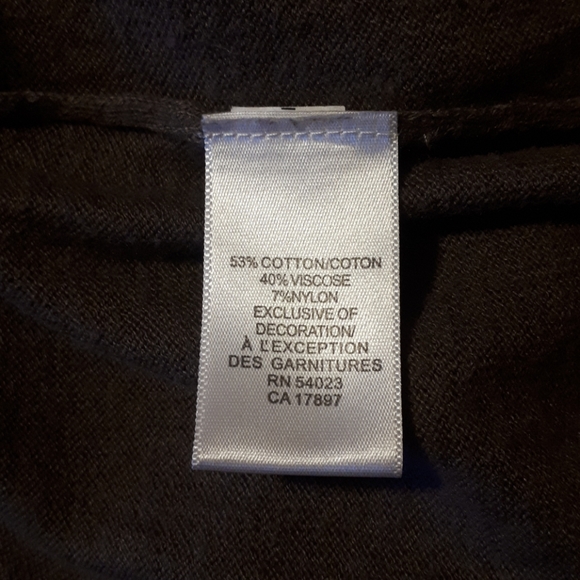 53% COTTON/COTON
40% VISCOSE
7%NYLON
EXCLUSIVE OF
DECORATION/
À L'EXCEPTION
DES GARNITURES
RN 54023
CA 17897